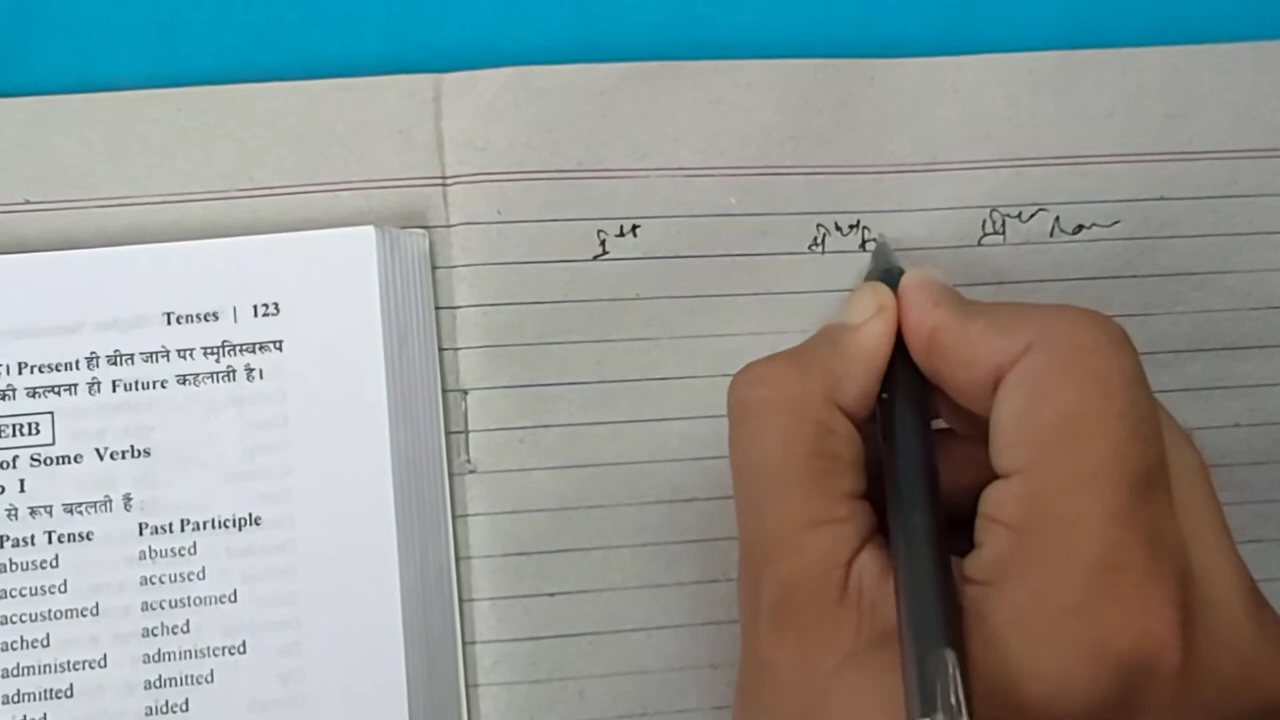 Tenses | 123
। Present ही बीत जाने पर स्मृतिस्वरूप
की कल्पना ही Future कहलाती है।
ERB
of Some Verbs
I
से रूप बदलती हैं :
Past Tense Past Participle
abused abused
accused accused
accustomed accustomed
ached ached
administered administered
admitted admitted
aided